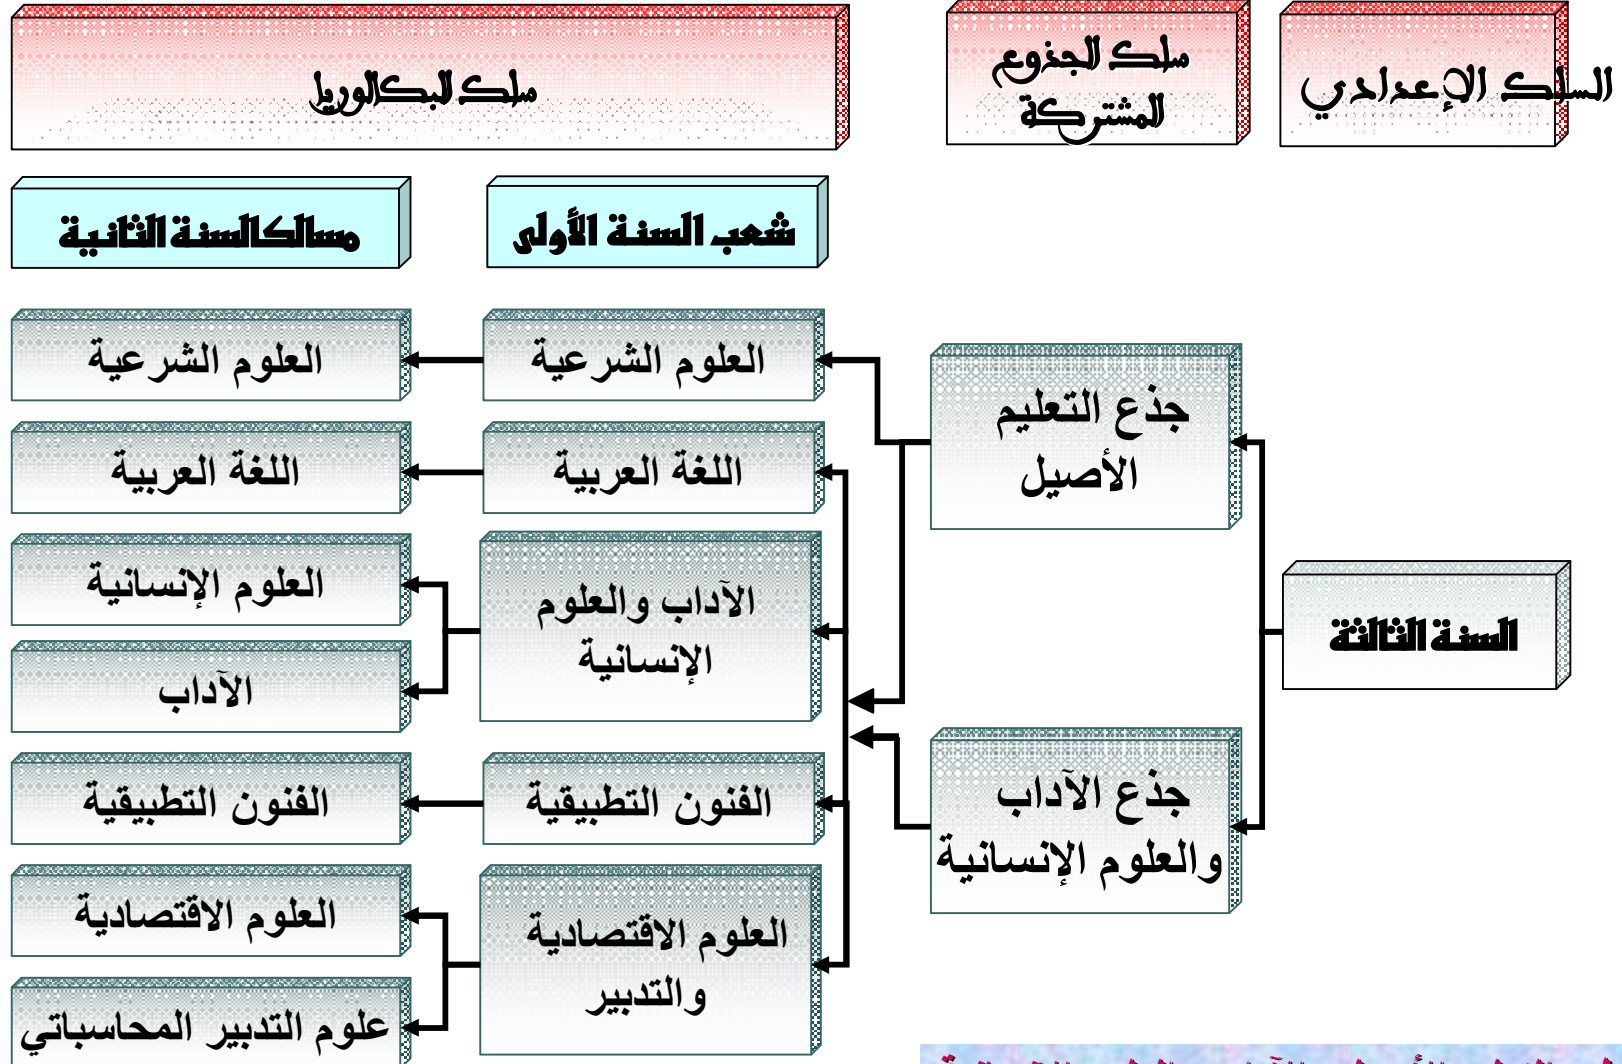 السلك الإعدادي
سلك الجذوع
المشتركة
سلك البكالوريا
شعب السنة الأولى
مسالك السنة الثانية
السنة الثالثة
جذع التعليم
الأصيل
جذع الآداب
والعلوم الإنسانية
العلوم الشرعية
اللغة العربية
الآداب والعلوم
الإنسانية
الفنون التطبيقية
العلوم الاقتصادية
والتدبير
العلوم الشرعية
اللغة العربية
العلوم الإنسانية
الآداب
الفنون التطبيقية
العلوم الاقتصادية
علوم التدبير المحاسباتي